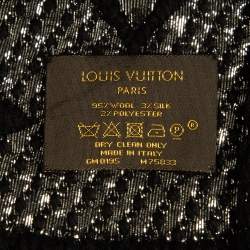 LOUIS VUITTON
PARIS
95% WOOL 3% SILK
2% POLYESTER
DRY CLEAN ONLY
MADE IN ITALY
GM0195 M75833